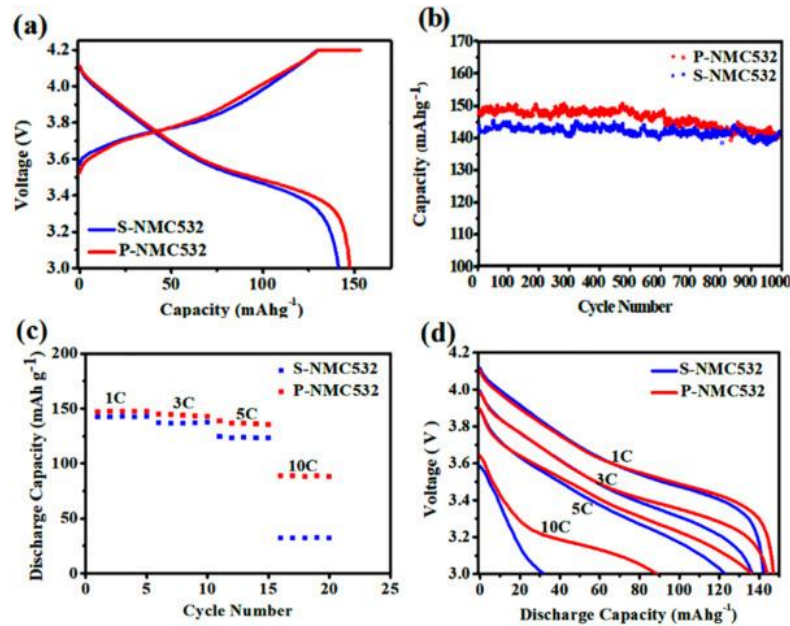 (a)
4.2
4.0
3.8
3.6
3.4
3.2
3.0
Voltage (V)
S-NMC532
P-NMC532
0 50 100 150
Capacity (mAhg-1)
(b)
170
160
150
140
130
120
110
100
Capacity (mAhg-1)
P-NMC532
S-NMC532
0 100 200 300 400 500 600 700 800 900 1000
Cycle Number
(c)
200
150
100
50
0
Discharge Capacity (mAh g-1)
S-NMC532
P-NMC532
1C
3C
5C
10C
0 5 10 15 20 25
Cycle Number
(d)
4.2
4.0
3.8
3.6
3.4
3.2
3.0
Voltage ( V )
S-NMC532
P-NMC532
1C
3C
5C
10C
0 20 40 60 80 100 120 140
Discharge Capacity (mAhg-1)